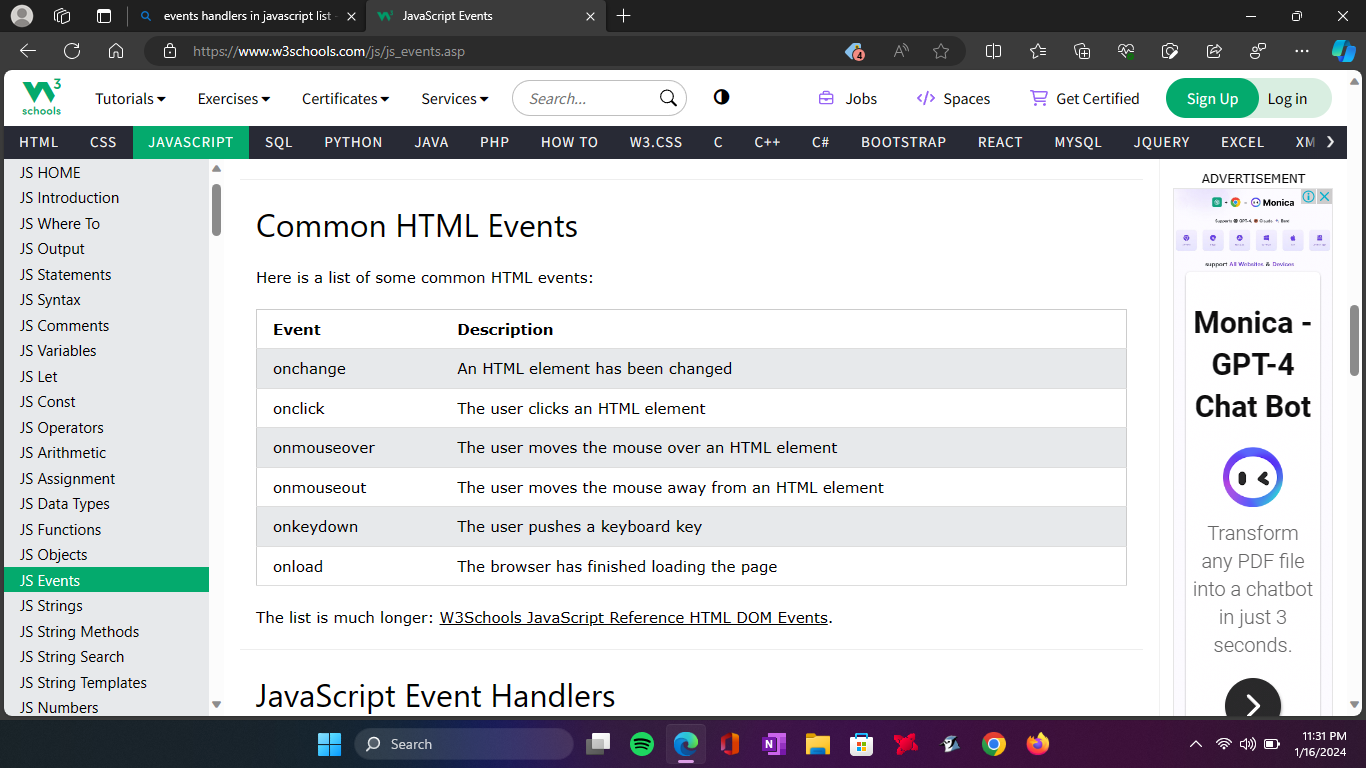 events handlers in javascript list -
JavaScript Events
https://www.w3schools.com/js/js_events.asp
4
W3
schools
Tutorials
Exercises
Certificates
Services
Search...
Jobs
Spaces
Get Certified
Sign Up
Log in
HTML CSS JAVASCRIPT SQL PYTHON JAVA PHP HOW TO W3.CSS C C++ C# BOOTSTRAP REACT MYSQL JQUERY EXCEL XM
JS HOME
JS Introduction
JS Where To
JS Output
JS Statements
JS Syntax
JS Comments
JS Variables
JS Let
JS Const
JS Operators
JS Arithmetic
JS Assignment
JS Data Types
JS Functions
JS Objects
JS Events
JS Strings
JS String Methods
JS String Search
JS String Templates
JS Numbers
Common HTML Events
Here is a list of some common HTML events:
Event Description
onchange An HTML element has been changed
onclick The user clicks an HTML element
onmouseover The user moves the mouse over an HTML element
onmouseout The user moves the mouse away from an HTML element
onkeydown The user pushes a keyboard key
onload The browser has finished loading the page
The list is much longer: W3Schools JavaScript Reference HTML DOM Events.
JavaScript Event Handlers
ADVERTISEMENT
Monica
support All Websites & Devices
Monica -
GPT-4
Chat Bot
Transform
any PDF file
into a chatbot
in just 3
seconds.
Search
11:31 PM
1/16/2024